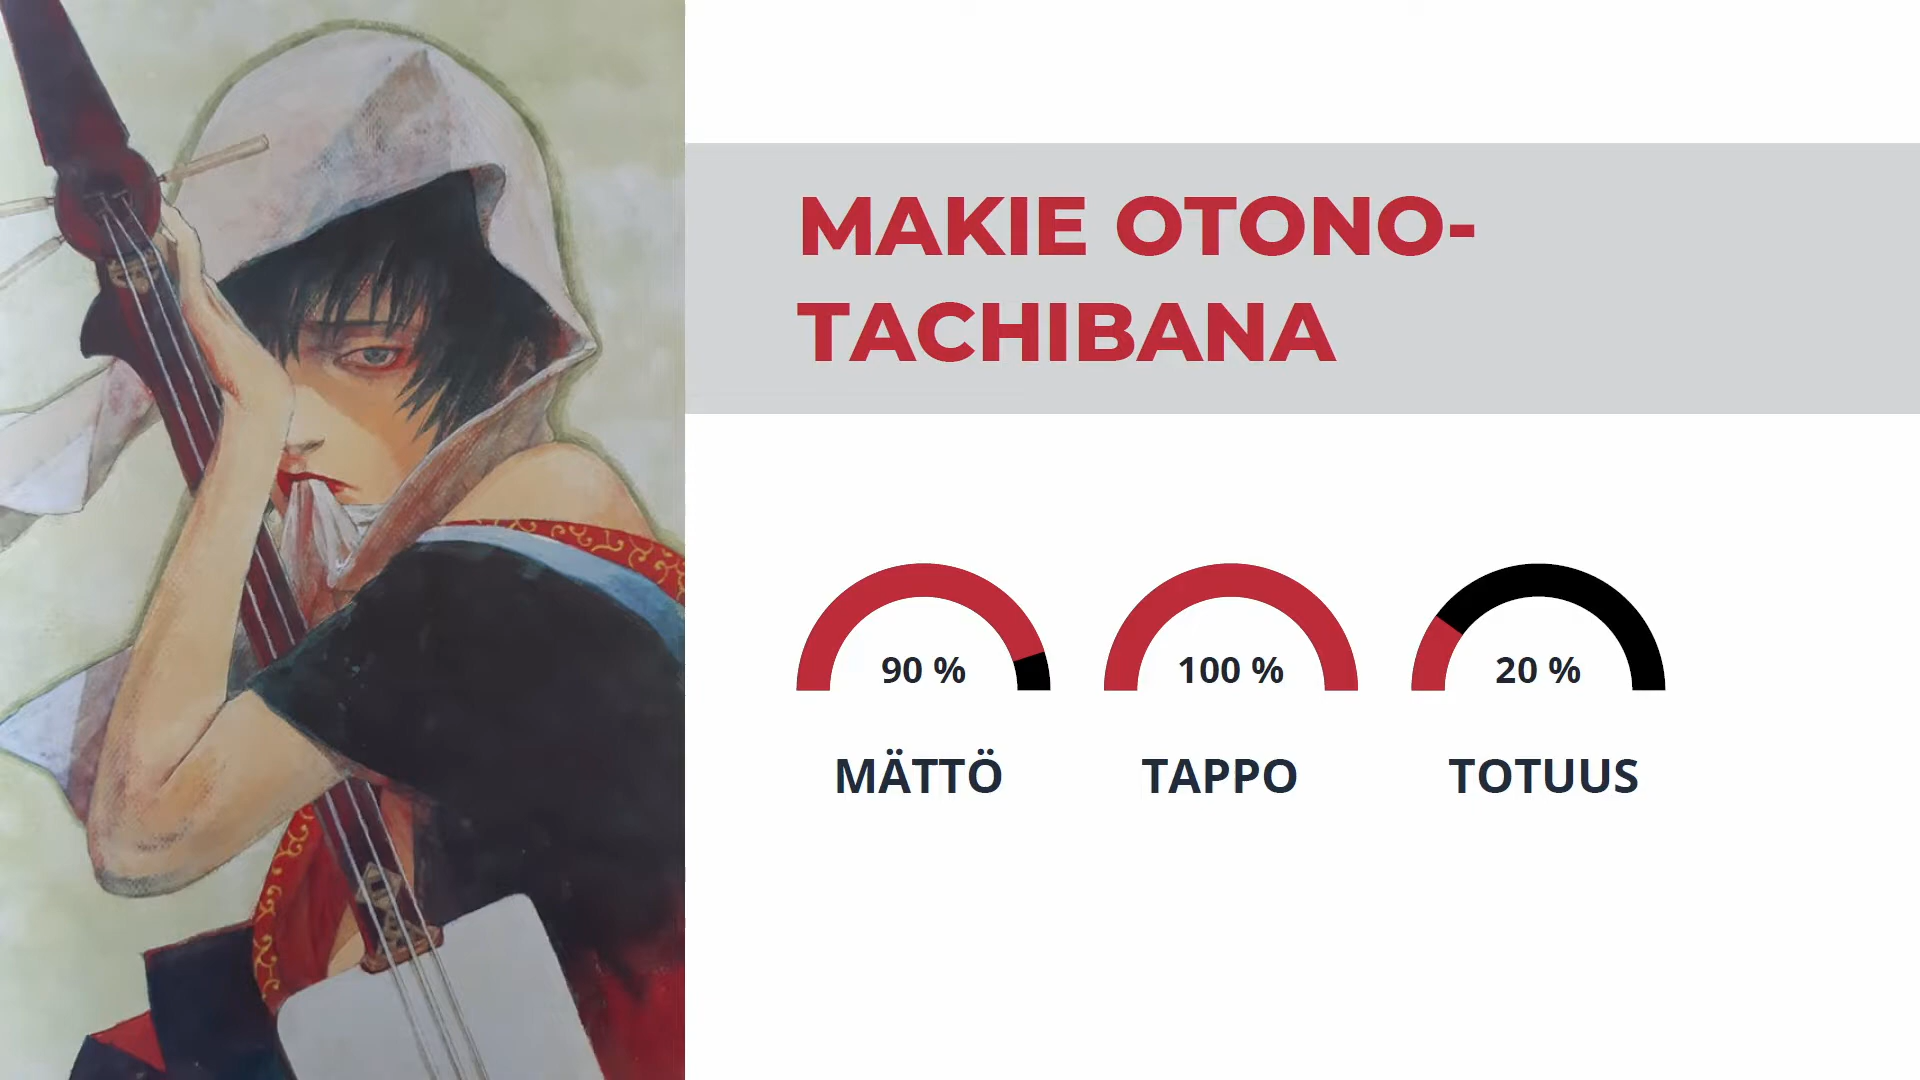 MAKIE OTONO-
TACHIBANA
90 %
100 %
20 %
MÄTTÖ
TAPPO
TOTUUS